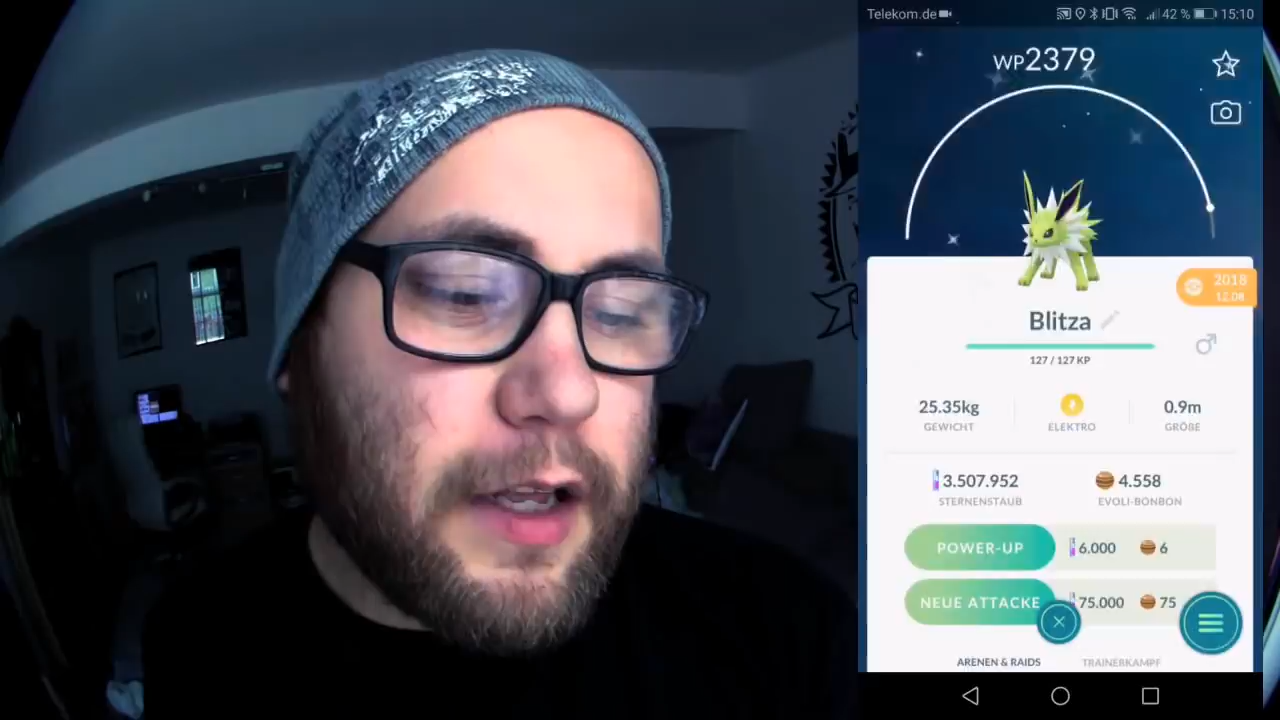 Telekom.de
42 % 15:10
WP2379
2018
12.08
Blitza
127 / 127 KP
25.35kg
GEWICHT
ELEKTRO
0.9m
GRÖßE
3.507.952
STERNENSTAUB
4.558
EVOLI-BONBON
POWER-UP 6.000 6
NEUE ATTACKE 75.000 75
ARENEN & RAIDS TRAINERKAMPF